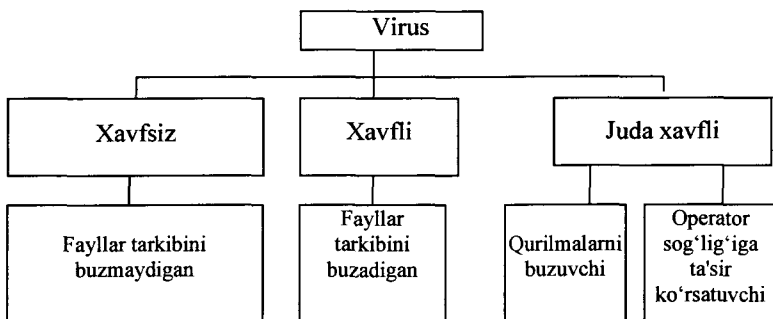 Virus
Xavfsiz
Xavfli
Juda xavfli
Fayllar tarkibini
buzmaydigan
Fayllar
tarkibini
buzadigan
Qurilmalarni
buzuvchi
Operator
sog‘lig‘iga
ta'sir
ko‘rsatuvchi